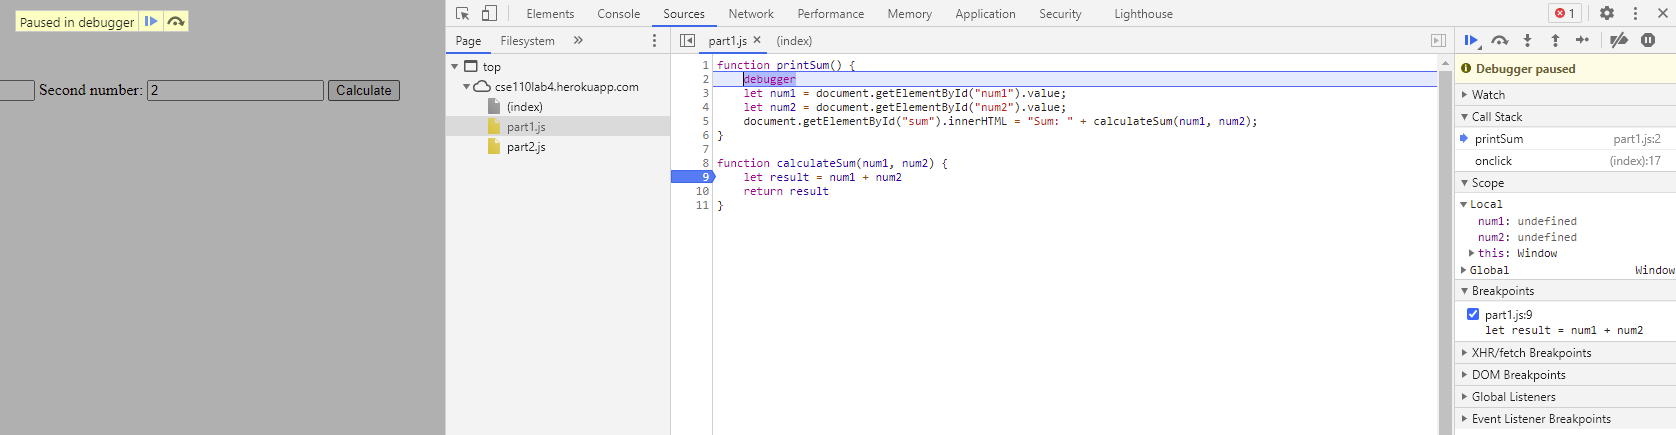 Paused in debugger
Second number: 2 Calculate
Elements Console Sources Network Performance Memory Application Security Lighthouse 1
Page Filesystem »
top
cse110lab4.herokuapp.com
(index)
part1.js
part2.js
part1.js × (index)
1 function printSum() {
2 debugger
3 let num1 = document.getElementById("num1").value;
4 let num2 = document.getElementById("num2").value;
5 document.getElementById("sum").innerHTML = "Sum: " + calculateSum(num1, num2);
6 }
7
8 function calculateSum(num1, num2) {
9 let result = num1 + num2
10 return result
11 }
Debugger paused
Watch
Call Stack
printSum part1.js:2
onclick (index):17
Scope
Local
num1: undefined
num2: undefined
this: Window
Global Window
Breakpoints
part1.js:9
let result = num1 + num2
XHR/fetch Breakpoints
DOM Breakpoints
Global Listeners
Event Listener Breakpoints